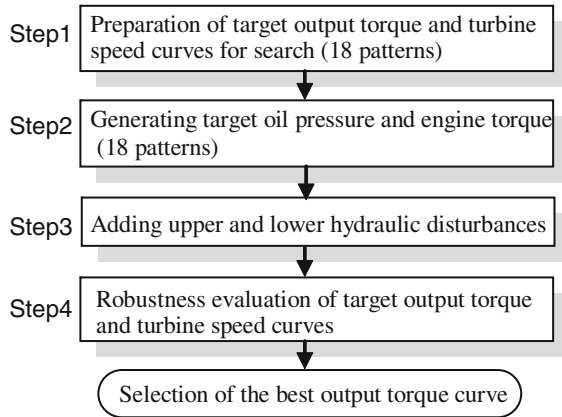 Step1
Preparation of target output torque and turbine
speed curves for search (18 patterns)
Step2
Generating target oil pressure and engine torque
(18 patterns)
Step3
Adding upper and lower hydraulic disturbances
Step4
Robustness evaluation of target output torque
and turbine speed curves
Selection of the best output torque curve